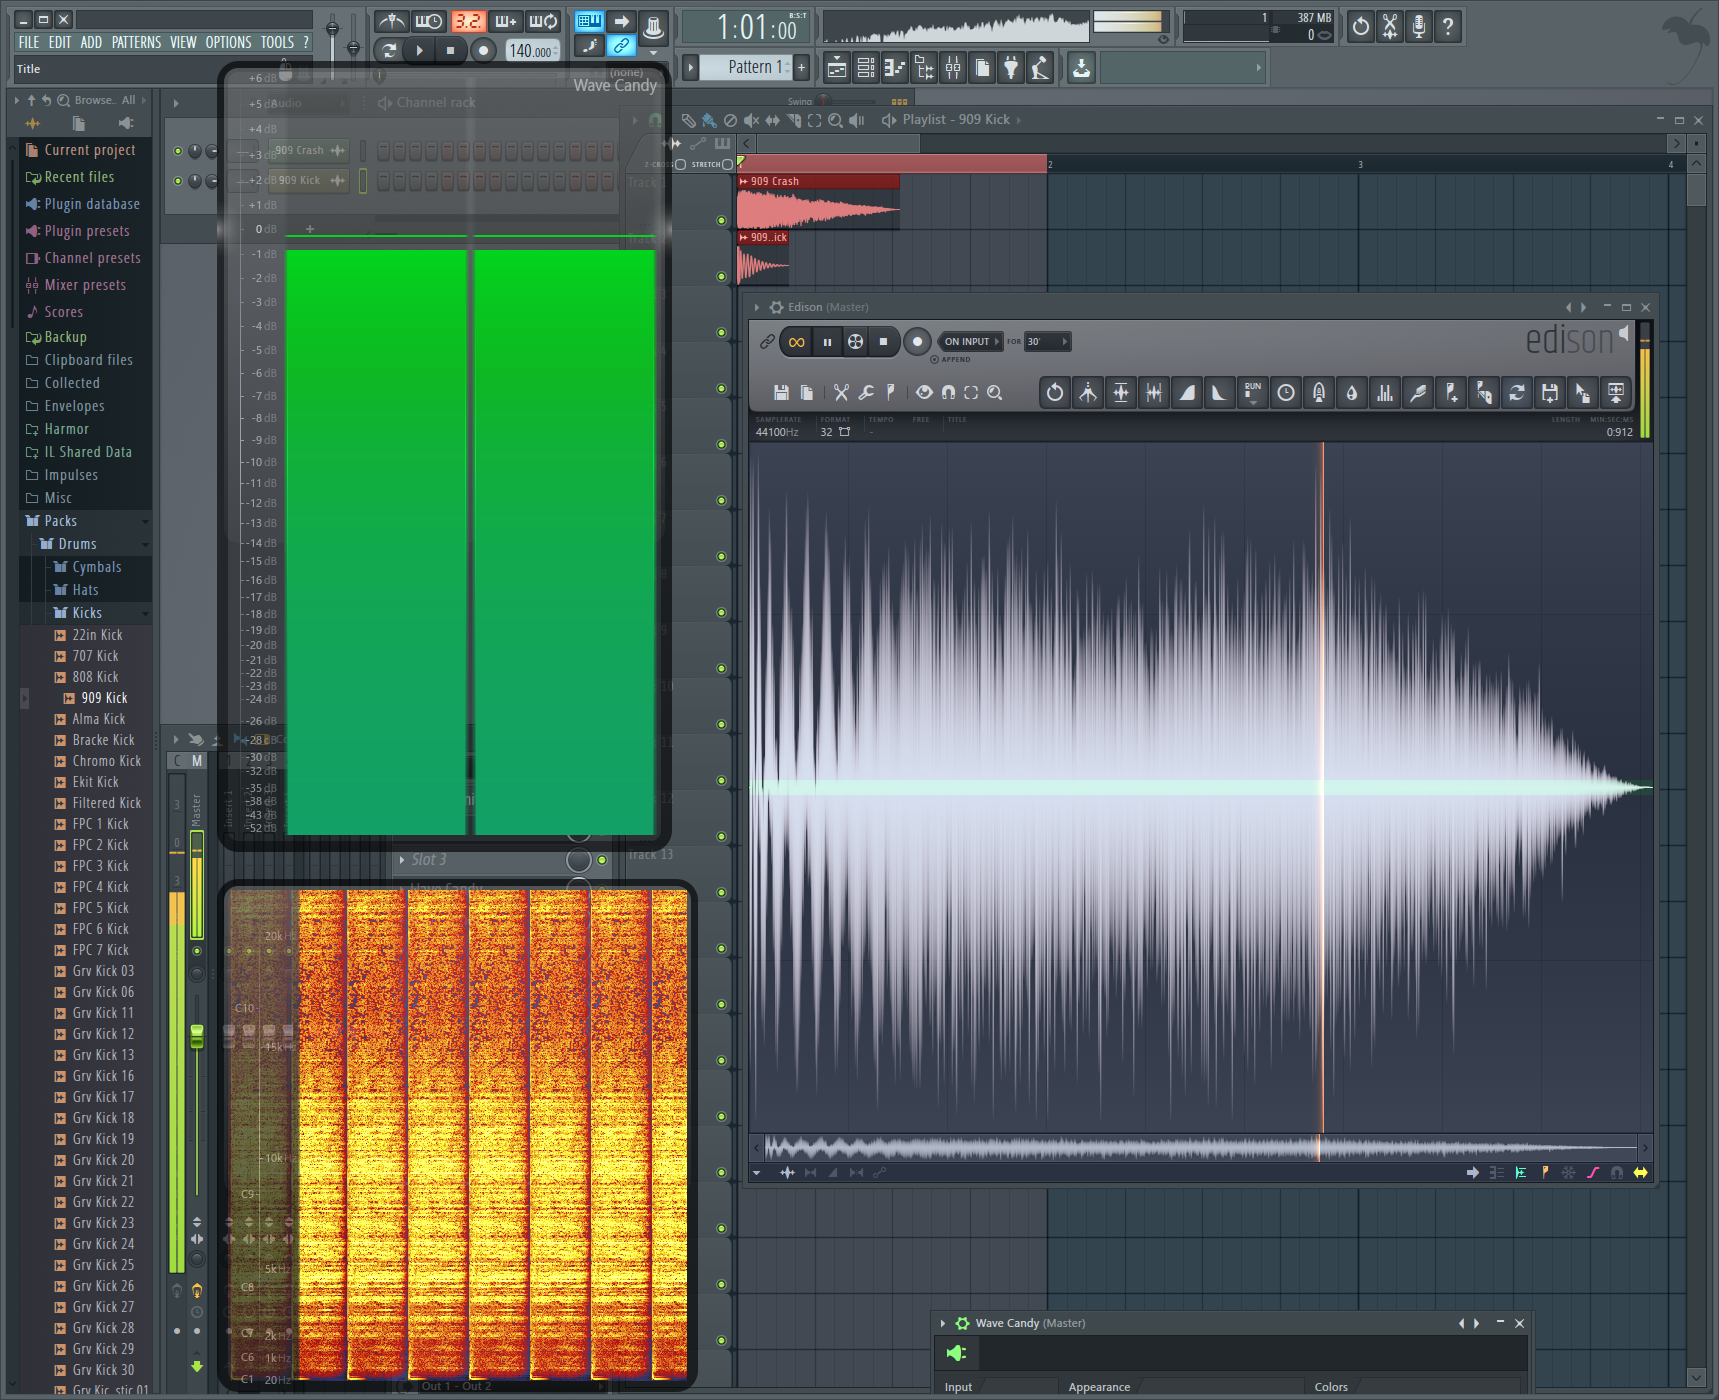 FILE EDIT ADD PATTERNS VIEW OPTIONS TOOLS ?
Title
3.2
140.000
1:01:00
B:S:T
Pattern 1
1
387 MB
0
Browse..
All
Current project
Recent files
Plugin database
Plugin presets
Channel presets
Mixer presets
Scores
Backup
Clipboard files
Collected
Envelopes
Harmor
IL Shared Data
Impulses
Misc
Packs
Drums
Cymbals
Hats
Kicks
22in Kick
707 Kick
808 Kick
909 Kick
Alma Kick
Bracke Kick
Chromo Kick
Ekit Kick
Filtered Kick
FPC 1 Kick
FPC 2 Kick
FPC 3 Kick
FPC 4 Kick
FPC 5 Kick
FPC 6 Kick
FPC 7 Kick
Grv Kick 03
Grv Kick 06
Grv Kick 11
Grv Kick 12
Grv Kick 13
Grv Kick 16
Grv Kick 17
Grv Kick 18
Grv Kick 19
Grv Kick 20
Grv Kick 21
Grv Kick 22
Grv Kick 23
Grv Kick 24
Grv Kick 25
Grv Kick 26
Grv Kick 27
Grv Kick 28
Grv Kick 29
Grv Kick 30
(none)
Wave Candy
Audio
Channel rack
Swing
909 Crash
909 Kick
+6 dB
+5 dB
+4 dB
+3 dB
+2 dB
+1 dB
0 dB
-1 dB
-2 dB
-3 dB
-4 dB
-5 dB
-6 dB
-7 dB
-8 dB
-9 dB
-10 dB
-11 dB
-12 dB
-13 dB
-14 dB
-15 dB
-16 dB
-17 dB
-18 dB
-19 dB
-20 dB
-21 dB
-22 dB
-23 dB
-24 dB
-26 dB
-28 dB
-30 dB
-32 dB
-35 dB
-38 dB
-43 dB
-52 dB
C M
3
0
3
Master
Insert 1
Slot 3
Wave Candy
20kHz
C10
15kHz
10kHz
C9
5kHz
C8
C7
2kHz
C6
1kHz
C1
20Hz
Out 1 - Out 2
Playlist - 909 Kick
Z-CROSS
STRETCH
2
3
4
Track 1
909 Crash
909..ick
Track 13
Edison (Master)
ON INPUT
FOR
30'
APPEND
edison
RUN
SAMPLERATE
44100Hz
FORMAT
32
TEMPO
-
FREE
TITLE
LENGTH
MIN:SEC:MS
0:912
Wave Candy (Master)
Input
Appearance
Colors